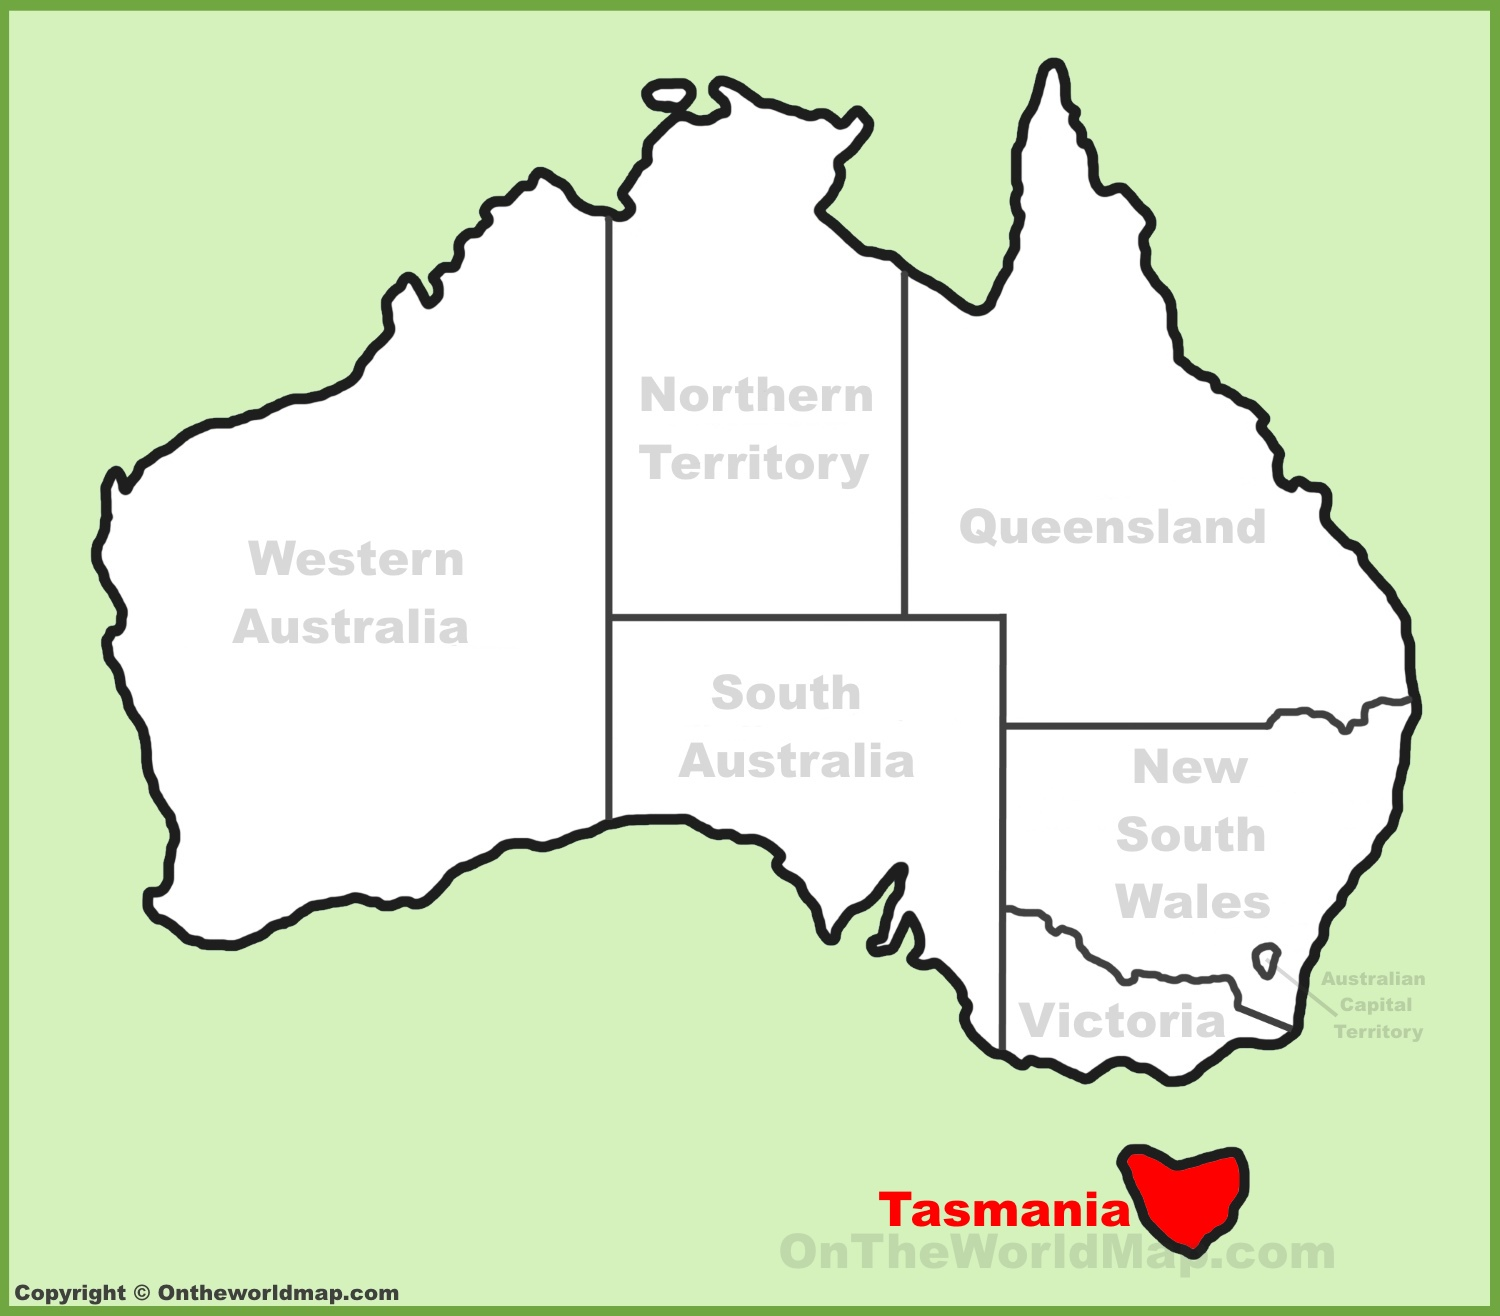 Northern
Territory
Queensland
Western
Australia
South
Australia
New
South
Wales
Australian
Capital
Territory
Victoria
Tasmania
OnTheWorldMap.com
Copyright © Ontheworldmap.com